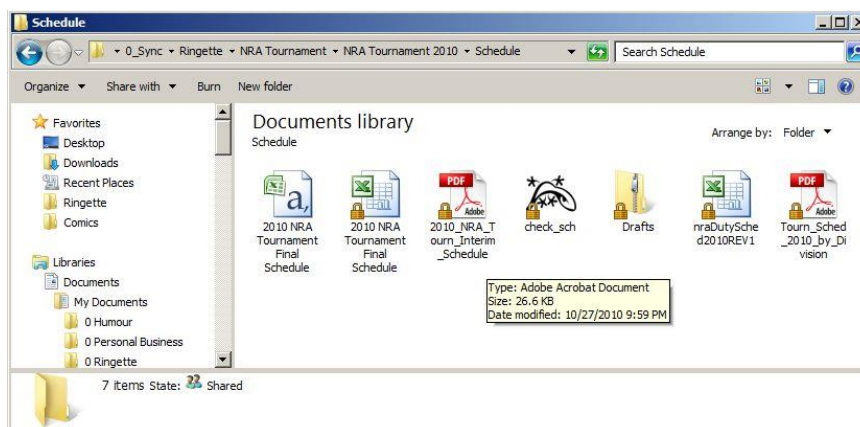 Schedule
0_Sync ▾ Ringette ▾ NRA Tournament ▾ NRA Tournament 2010 ▾ Schedule
Search Schedule
Organize Share with Burn New folder
Favorites
Desktop
Downloads
Recent Places
Ringette
Comics
Libraries
Documents
My Documents
0 Humour
0 Personal Business
0 Ringette
Documents library
Schedule
Arrange by: Folder
a,
2010 NRA
Tournament
Final
Schedule
2010 NRA
Tournament
Final
Schedule
PDF
Adobe
2010_NRA_T
ourn_Interim
_Schedule
check_sch
Drafts
nraDutySche
d2010REV1
PDF
Adobe
Tourn_Sched
_2010_by_Di
vision
Type: Adobe Acrobat Document
Size: 26.6 KB
Date modified: 10/27/2010 9:59 PM
7 items State: Shared